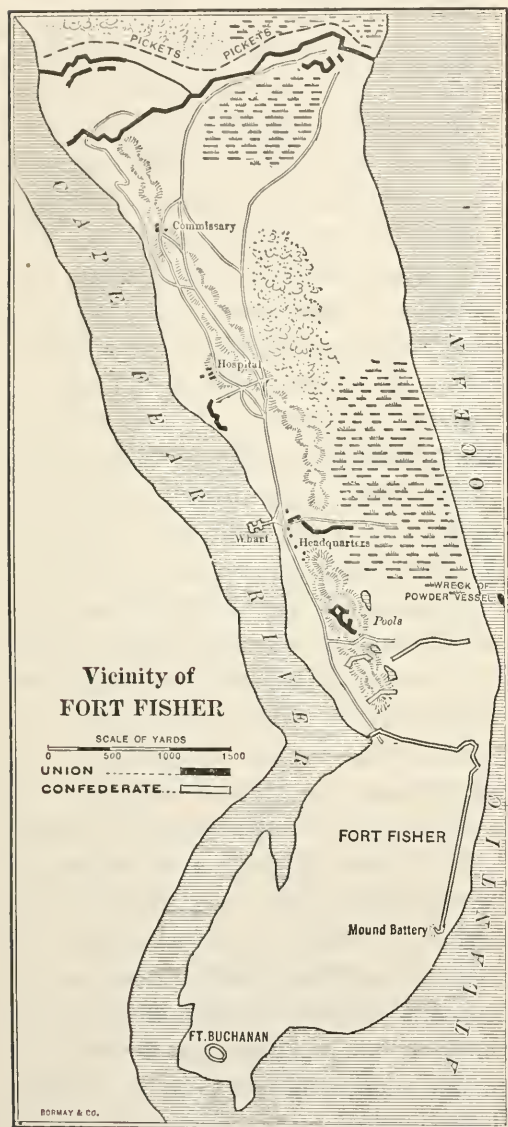 PICKETS
PICKETS
CAPE FEAR RIVER
Commissary
Hospital
OCEAN
Wharf
Headquarters
WRECK OF
POWDER VESSEL
Pools
Vicinity of
FORT FISHER
SCALE OF YARDS
0 500 1000 1500
UNION
CONFEDERATE
FORT FISHER
Mound Battery
ATLANTIC
FT. BUCHANAN
BORMAY & CO.